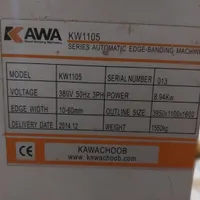 KAWA KW1105
SERIES AUTOMATIC EDGE-BANDING MACHINE
MODEL KW1105 SERIAL NUMBER 013
VOLTAGE 380V 50Hz, 3PH POWER 8.94Kw
EDGE WIDTH 10-60mm OUTLINE SIZE
DELIVERY DATE 2014.12 WEIGHT 1550kg
KAWACHOOB
www.kawachoob.com